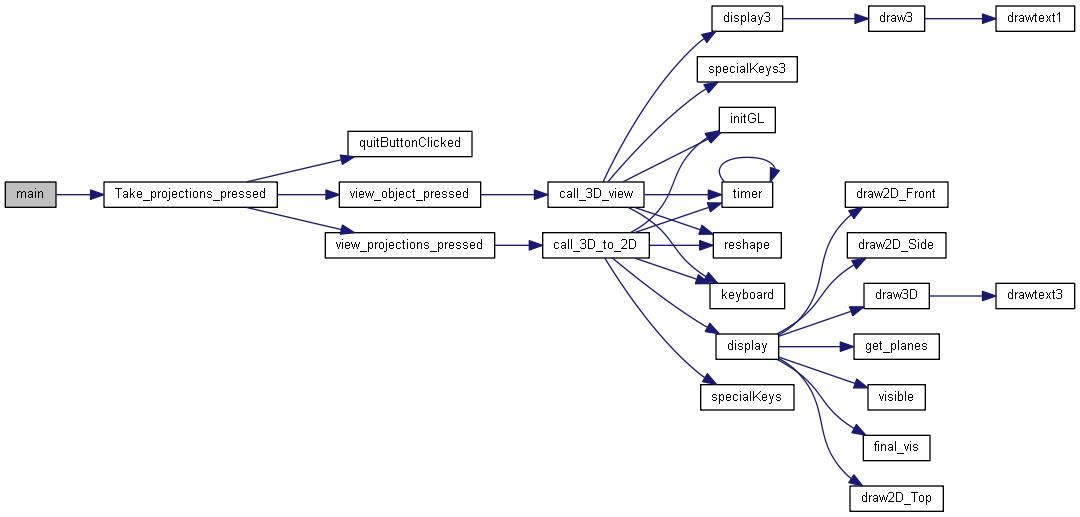 display3
draw3
drawtext1
specialKeys3
initGL
quitButtonClicked
main
Take_projections_pressed
view_object_pressed
call_3D_view
timer
draw2D_Front
view_projections_pressed
call_3D_to_2D
reshape
draw2D_Side
keyboard
draw3D
drawtext3
display
get_planes
specialKeys
visible
final_vis
draw2D_Top